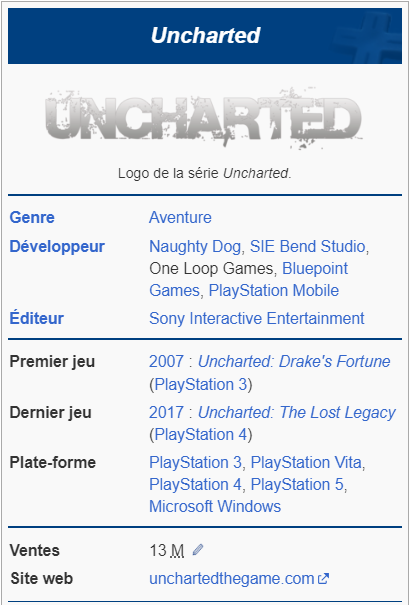 Uncharted
UNCHARTED
Logo de la série Uncharted.
Genre Aventure
Développeur Naughty Dog, SIE Bend Studio,
One Loop Games, Bluepoint
Games, PlayStation Mobile
Éditeur Sony Interactive Entertainment
Premier jeu 2007 : Uncharted: Drake's Fortune
(PlayStation 3)
Dernier jeu 2017 : Uncharted: The Lost Legacy
(PlayStation 4)
Plate-forme PlayStation 3, PlayStation Vita,
PlayStation 4, PlayStation 5,
Microsoft Windows
Ventes 13 M
Site web unchartedthegame.com